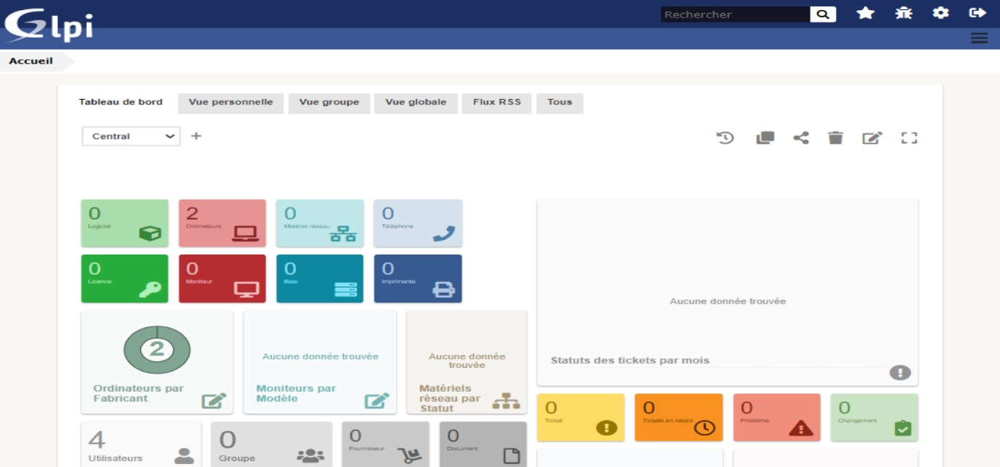 Glpi
Rechercher
Accueil
Tableau de bord
Vue personnelle
Vue groupe
Vue globale
Flux RSS
Tous
Central
0
Logiciel
2
Ordinateurs
0
Matériel réseau
0
Téléphone
0
Licence
0
Moniteur
0
Baie
0
Imprimante
2
Ordinateurs par
Fabricant
Aucune donnée trouvée
Moniteurs par
Modèle
Aucune donnée
trouvée
Matériels
réseau par
Statut
Aucune donnée trouvée
Statuts des tickets par mois
4
Utilisateurs
0
Groupe
0
Fournisseur
0
Document
0
Ticket
0
Tickets en retard
0
Problème
0
Changement